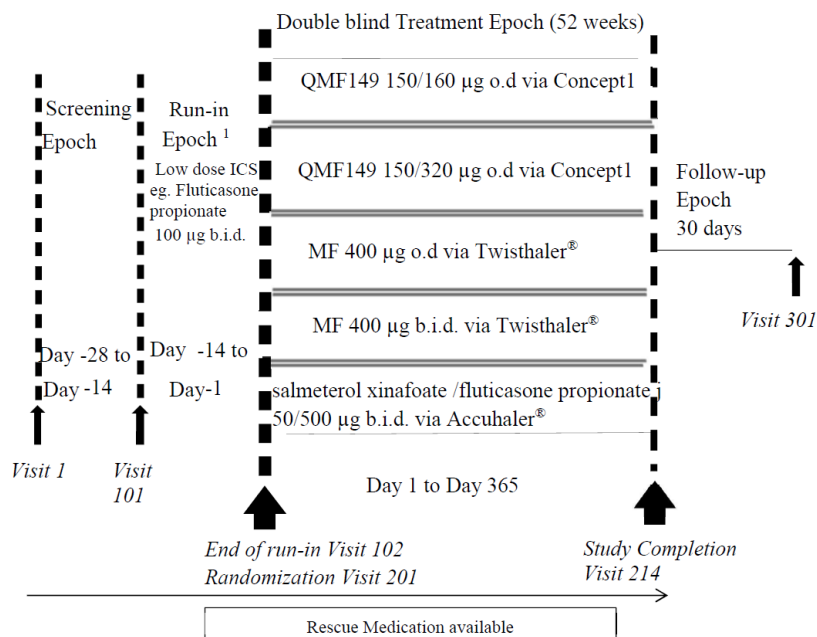 Double blind Treatment Epoch (52 weeks)
Screening
Epoch
Run-in
Epoch ¹
Low dose ICS
eg. Fluticasone
propionate
100 µg b.i.d.
QMF149 150/160 µg o.d via Concept1
QMF149 150/320 µg o.d via Concept1
MF 400 µg o.d via Twisthaler®
MF 400 µg b.i.d. via Twisthaler®
salmeterol xinafoate /fluticasone propionate
50/500 µg b.i.d. via Accuhaler®
Follow-up
Epoch
30 days
Visit 301
Day -28 to
Day -14
Day -14 to
Day-1
Visit 1
Visit
101
Day 1 to Day 365
End of run-in Visit 102
Randomization Visit 201
Study Completion
Visit 214
Rescue Medication available